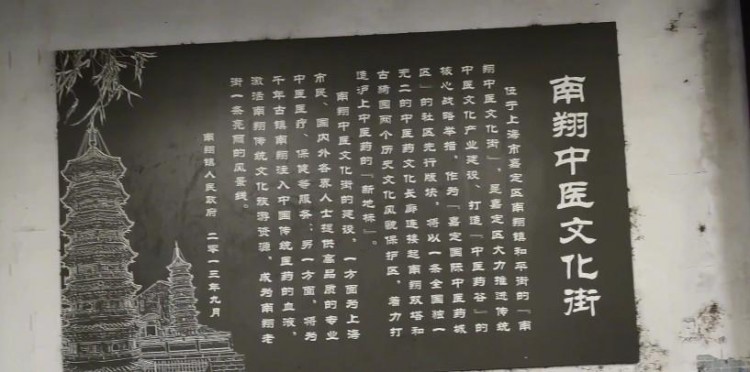 南翔中医文化街
位于上海市嘉定区南翔镇和平街的“南
翔中医文化街”，是嘉定区大力推进传统
中医文化产业建设、打造“中医药谷”的
核心战略举措，作为“嘉定国际中医药城
区”的社区先行版块，将以一条全国独一
无二的中医药文化长廊连接起南翔双塔和
古猗园两个历史文化风貌保护区，着力打
造沪上中医药的“新地标”。
南翔中医文化街的建设，一方面为上海
市民、国内外各界人士提供高品质的专业
中医医疗、保健等服务；另一方面，将为
千年古镇南翔注入中国传统医药的血液，
激活南翔传统文化旅游资源，成为南翔老
街一条亮丽的风景线。
南翔镇人民政府 二零一三年九月